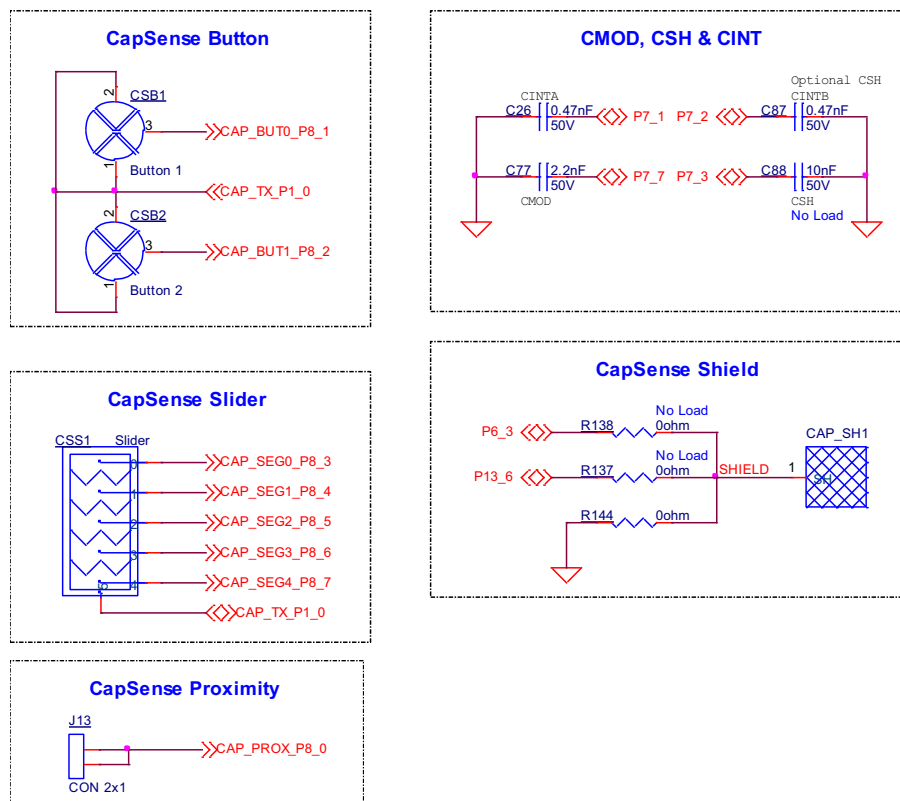 CapSense Button
2
CSB1
3
CAP_BUT0_P8_1
1
Button 1
CAP_TX_P1_0
2
CSB2
3
CAP_BUT1_P8_2
1
Button 2
CMOD, CSH & CINT
Optional CSH
CINTA
CINTB
C26
0.47nF
P7_1
P7_2
C87
0.47nF
50V
50V
C77
2.2nF
P7_7
P7_3
C88
10nF
50V
50V
CMOD
CSH
No Load
CapSense Slider
CSS1
Slider
0
CAP_SEG0_P8_3
1
CAP_SEG1_P8_4
2
CAP_SEG2_P8_5
3
CAP_SEG3_P8_6
4
CAP_SEG4_P8_7
5
CAP_TX_P1_0
CapSense Shield
No Load
P6_3
R138
0ohm
CAP_SH1
No Load
P13_6
R137
0ohm
SHIELD
1
SH
R144
0ohm
CapSense Proximity
J13
CAP_PROX_P8_0
CON 2x1